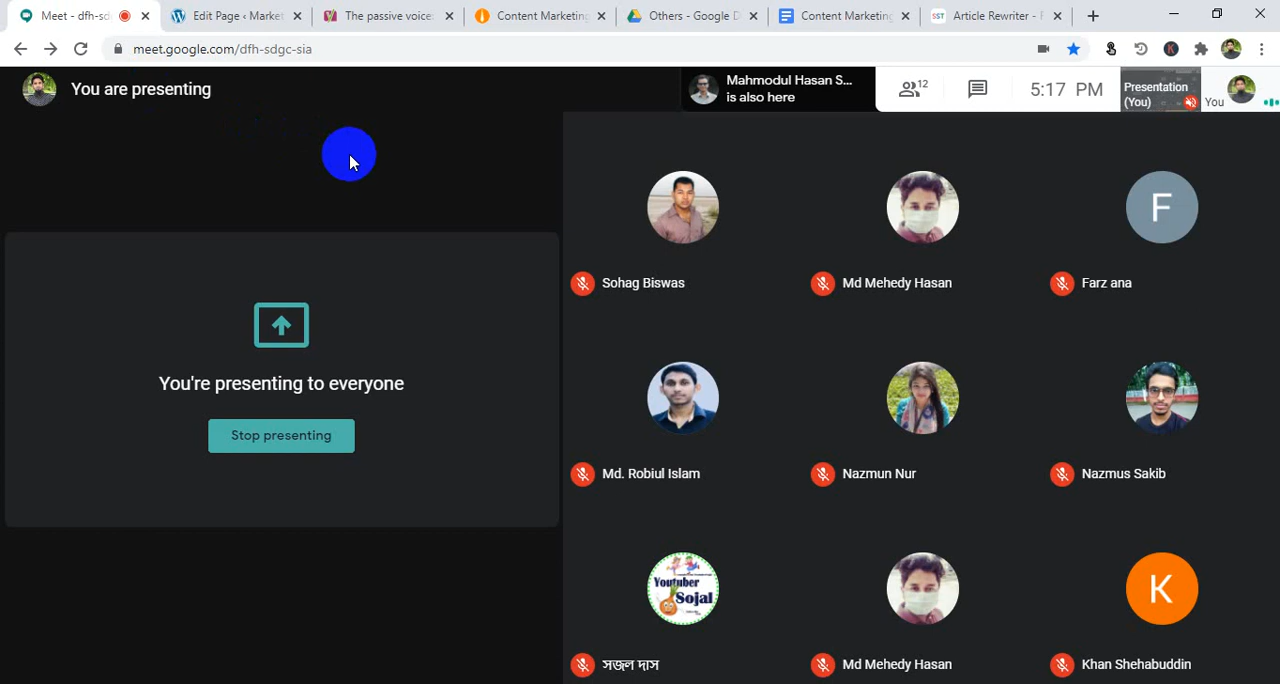 Meet - dfh-sd
Edit Page ‹ Market
The passive voice:
Content Marketing
Others - Google D
Content Marketing
SST
Article Rewriter - F
meet.google.com/dfh-sdgc-sia
K
You are presenting
Mahmodul Hasan S...
is also here
12
5:17 PM
Presentation
(You)
You
F
Sohag Biswas
Md Mehedy Hasan
Farz ana
You're presenting to everyone
Stop presenting
Md. Robiul Islam
Nazmun Nur
Nazmus Sakib
Youtuber
Sojal
K
সজল দাস
Md Mehedy Hasan
Khan Shehabuddin